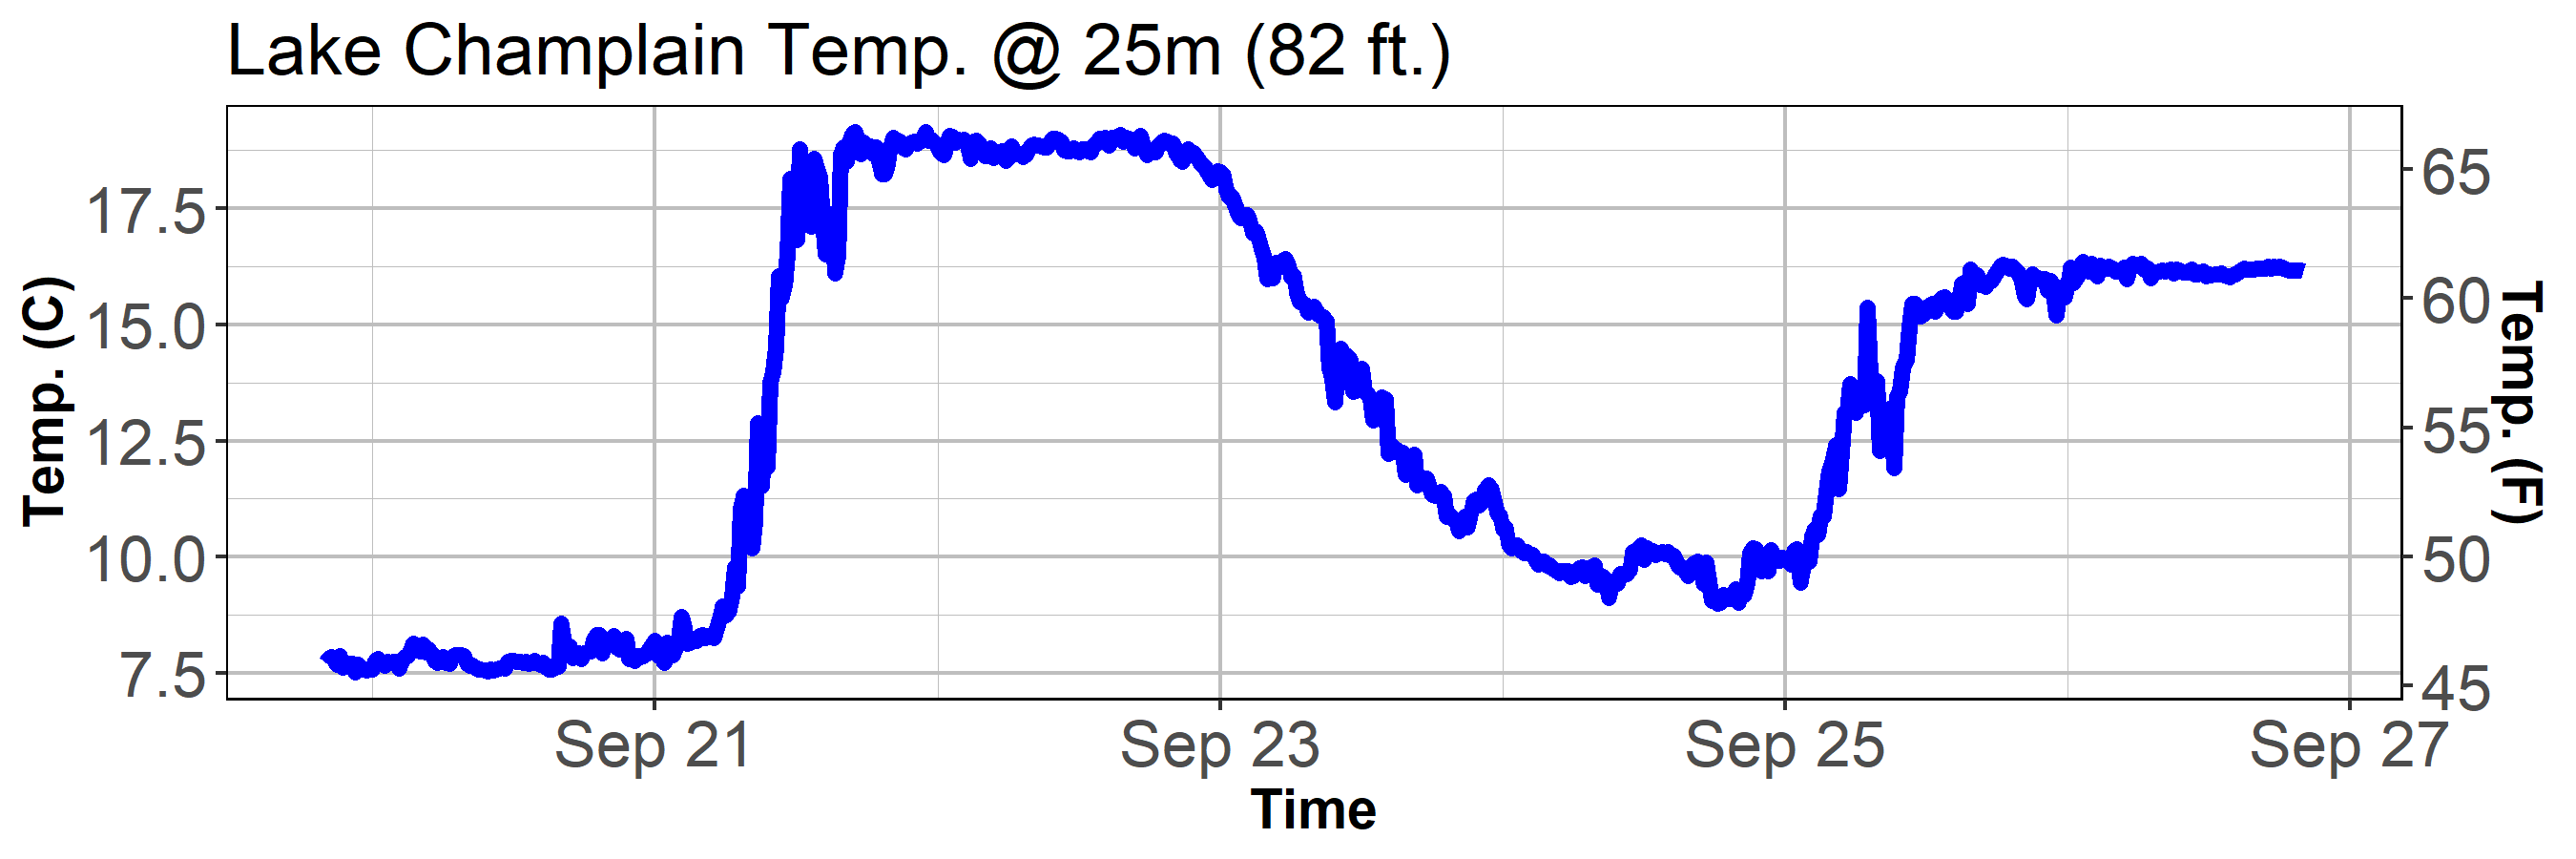 Lake Champlain Temp. @ 25m (82 ft.)
Temp. (C)
17.5
15.0
12.5
10.0
7.5
65
60
55
50
45
Temp. (F)
Sep 21
Sep 23
Sep 25
Sep 27
Time